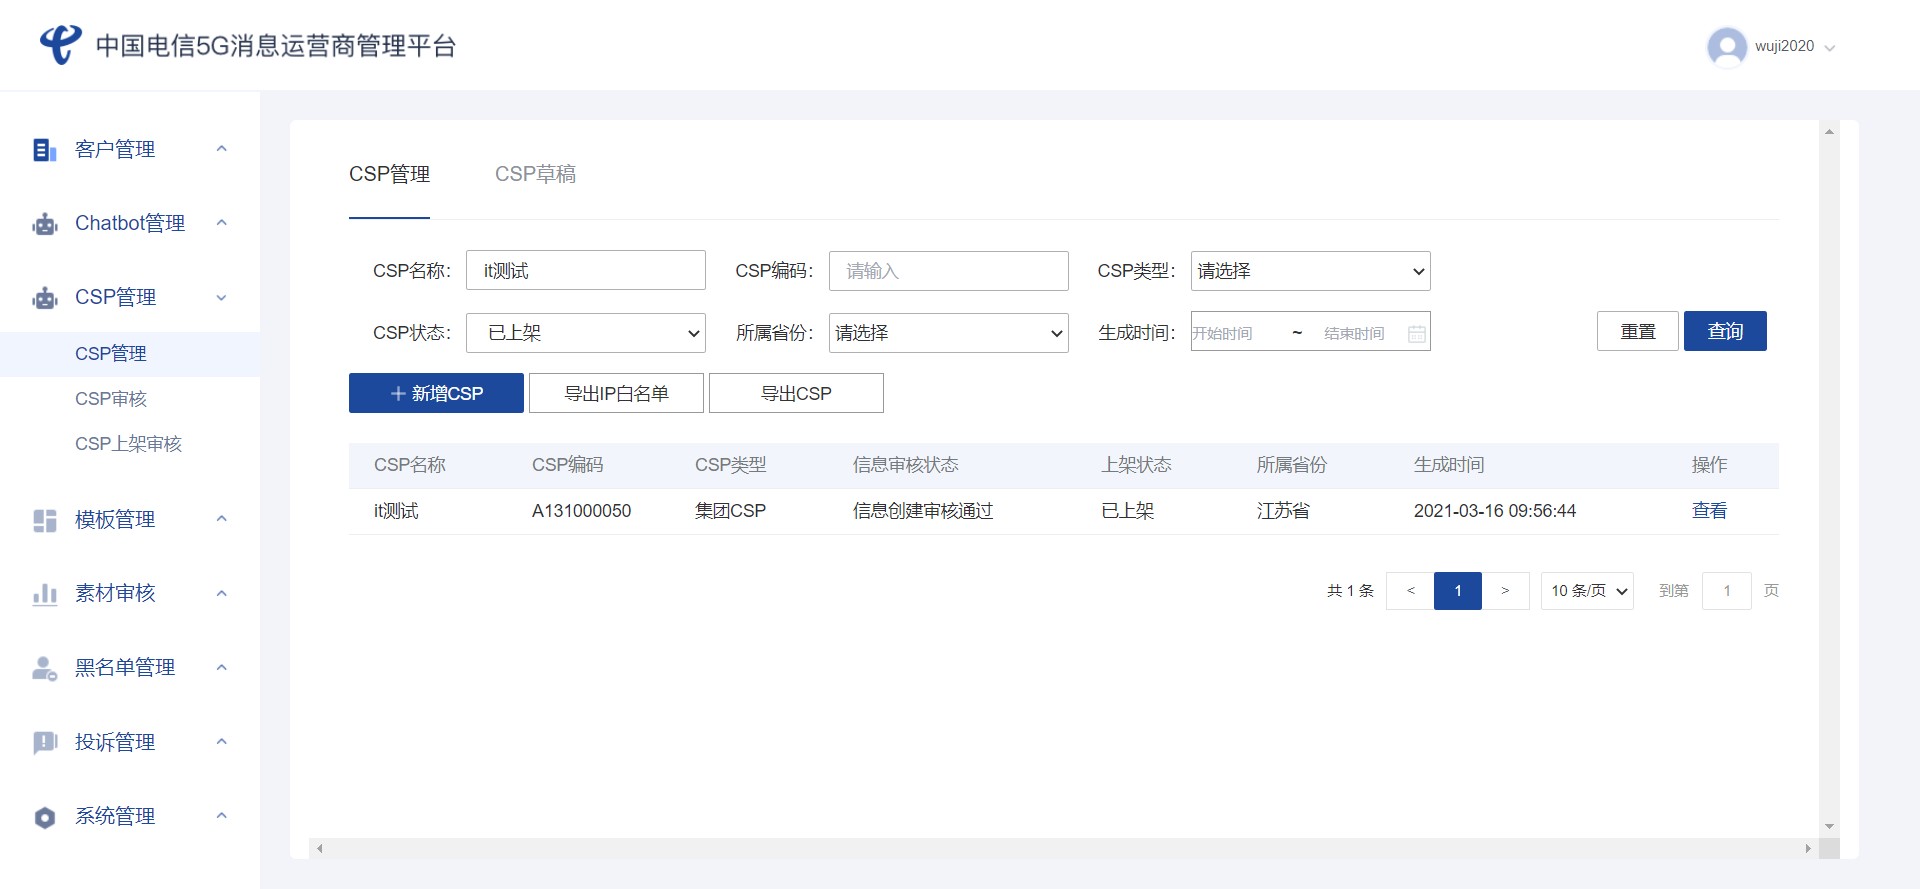 中国电信5G消息运营商管理平台
wuji2020
客户管理
Chatbot管理
CSP管理
CSP管理
CSP审核
CSP上架审核
模板管理
素材审核
黑名单管理
投诉管理
系统管理
CSP管理 CSP草稿
CSP名称： it测试 CSP编码： 请输入 CSP类型： 请选择
CSP状态： 已上架 所属省份： 请选择 生成时间： 开始时间 ~ 结束时间 重置 查询
+ 新增CSP 导出IP白名单 导出CSP
CSP名称 CSP编码 CSP类型 信息审核状态 上架状态 所属省份 生成时间 操作
it测试 A131000050 集团CSP 信息创建审核通过 已上架 江苏省 2021-03-16 09:56:44 查看
共 1 条 < 1 > 10 条/页 到第 1 页